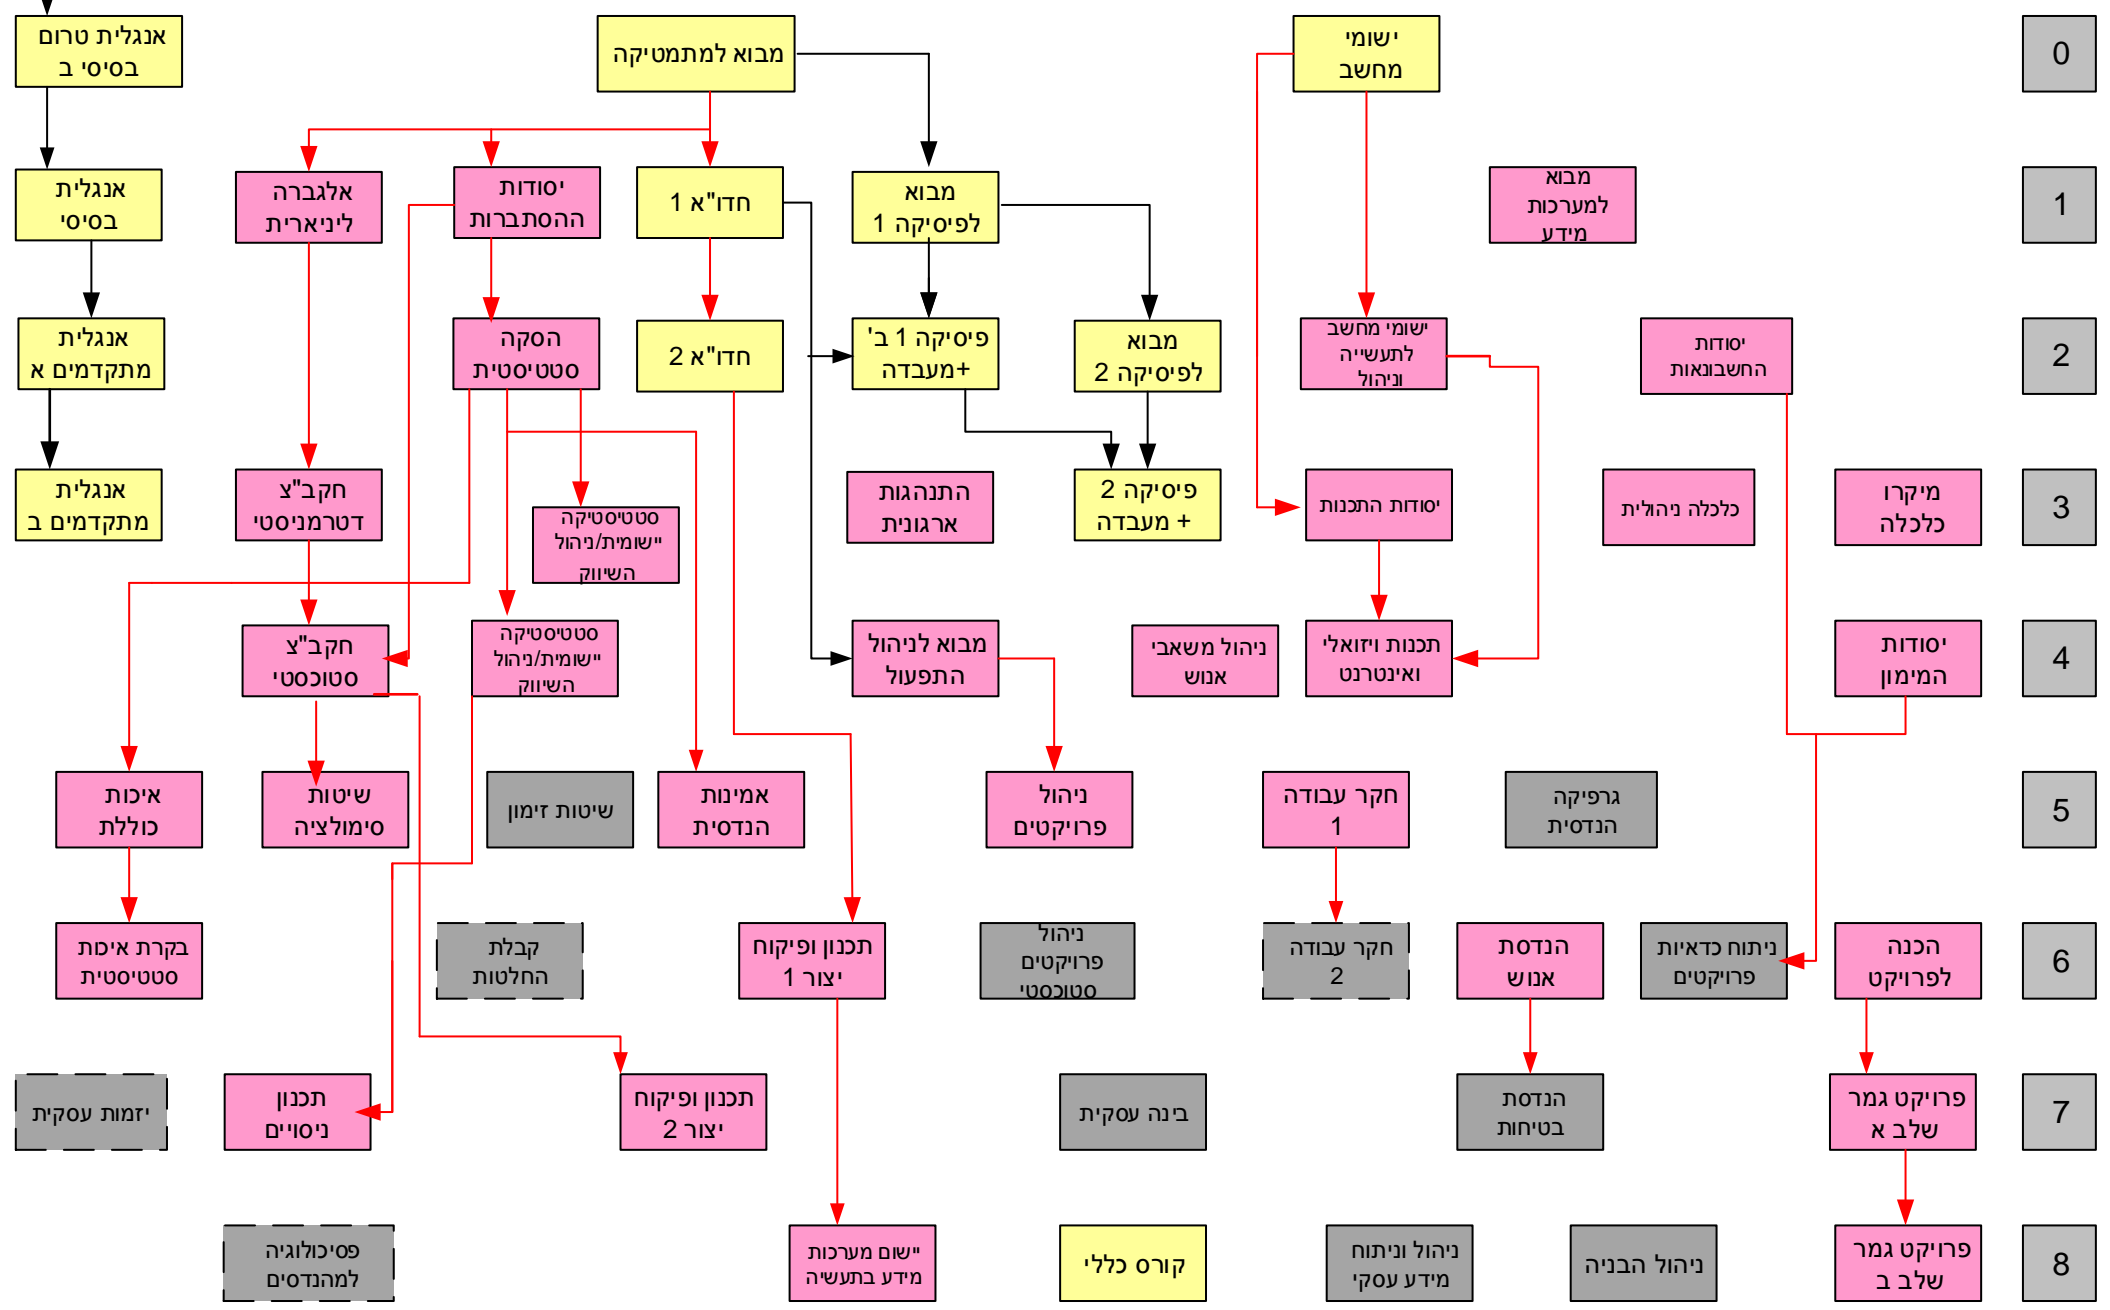 אנגלית טרום
בסיסי ב
מבוא למתמטיקה
ישומי
מחשב
0
אנגלית
בסיסי
אלגברה
ליניארית
יסודות
ההסתברות
חדו"א 1
מבוא
לפיסיקה 1
מבוא
למערכות
מידע
1
אנגלית
מתקדמים א
הסקה
סטטיסטית
חדו"א 2
פיסיקה 1 ב'
+מעבדה
מבוא
לפיסיקה 2
ישומי מחשב
לתעשייה
וניהול
יסודות
החשבונאות
2
אנגלית
מתקדמים ב
חקב"צ
דטרמניסטי
סטטיסטיקה
יישומית/ניהול
השיווק
התנהגות
ארגונית
פיסיקה 2
+ מעבדה
יסודות התכנות
כלכלה ניהולית
מיקרו
כלכלה
3
חקב"צ
סטוכסטי
סטטיסטיקה
יישומית/ניהול
השיווק
מבוא לניהול
התפעול
ניהול משאבי
אנוש
תכנות ויזואלי
ואינטרנט
יסודות
המימון
4
איכות
כוללת
שיטות
סימולציה
שיטות זימון
אמינות
הנדסית
ניהול
פרויקטים
חקר עבודה
1
גרפיקה
הנדסית
5
בקרת איכות
סטטיסטית
קבלת
החלטות
תכנון ופיקוח
יצור 1
ניהול
פרויקטים
סטוכסטי
חקר עבודה
2
הנדסת
אנוש
ניתוח כדאיות
פרויקטים
הכנה
לפרויקט
6
יזמות עסקית
תכנון
ניסויים
תכנון ופיקוח
יצור 2
בינה עסקית
הנדסת
בטיחות
פרויקט גמר
שלב א
7
פסיכולוגיה
למהנדסים
יישום מערכות
מידע בתעשיה
קורס כללי
ניהול וניתוח
מידע עסקי
ניהול הבניה
פרויקט גמר
שלב ב
8